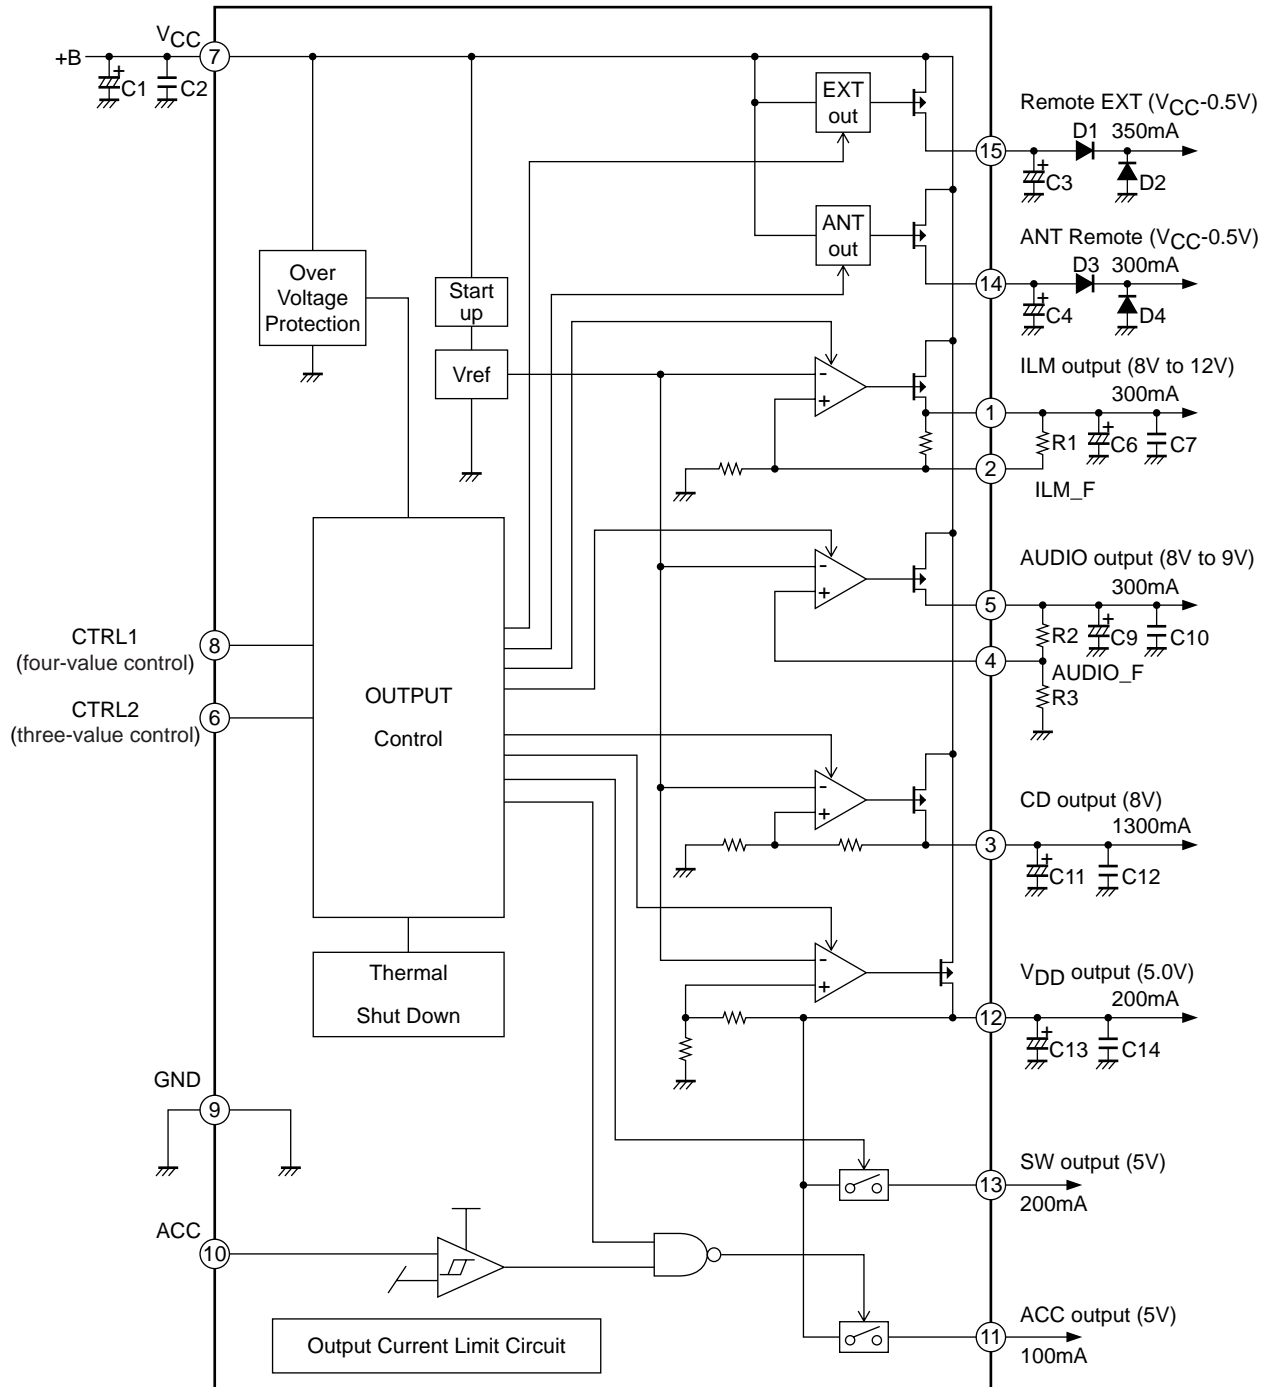 VCC
+B
7
C1
C2
EXT
out
Remote EXT (VCC-0.5V)
D1
350mA
15
C3
D2
ANT
out
ANT Remote (VCC-0.5V)
D3
300mA
14
C4
D4
Over
Voltage
Protection
Start
up
Vref
ILM output (8V to 12V)
300mA
-
+
1
R1
C6
C7
2
ILM_F
AUDIO output (8V to 9V)
300mA
-
+
5
R2
C9
C10
4
AUDIO_F
R3
CTRL1
(four-value control)
8
CTRL2
(three-value control)
6
OUTPUT
Control
CD output (8V)
1300mA
-
+
3
C11
C12
Thermal
Shut Down
VDD output (5.0V)
200mA
-
+
12
C13
C14
GND
9
SW output (5V)
13
200mA
ACC
10
ACC output (5V)
11
100mA
Output Current Limit Circuit